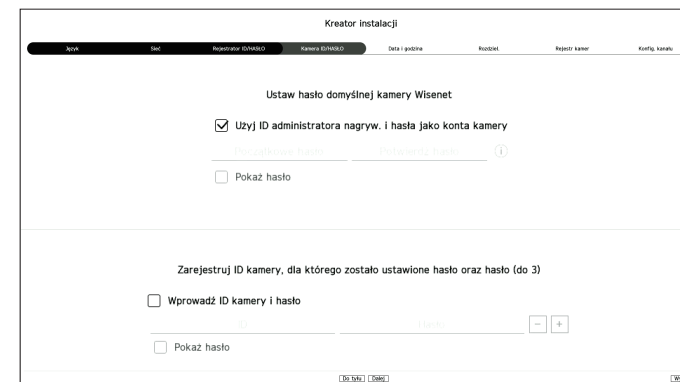 Kreator instalacji
Język Sieć Rejestrator ID/HASŁO Kamera ID/HASŁO Data i godzina Rozdziel. Rejestr kamer Konfig. kanału
Ustaw hasło domyślnej kamery Wisenet
Użyj ID administratora nagryw. i hasła jako konta kamery
Początkowe hasło Potwierdź hasło i
Pokaż hasło
Zarejestruj ID kamery, dla którego zostało ustawione hasło oraz hasło (do 3)
Wprowadź ID kamery i hasło
ID Hasło − +
Pokaż hasło
Do tyłu Dalej